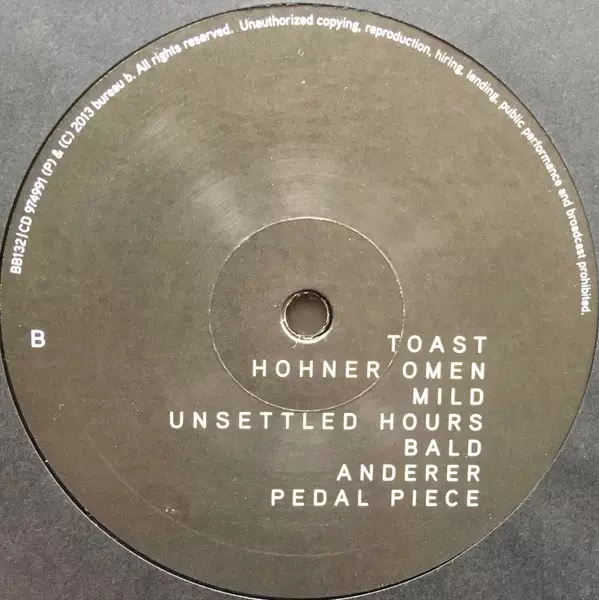 BB132/CD 974991 (P) & (C) 2013 bureau b. All rights reserved. Unauthorized copying, reproduction, hiring, lending, public performance and broadcast prohibited.
B
TOAST
HOHNER OMEN
MILD
UNSETTLED HOURS
BALD
ANDERER
PEDAL PIECE